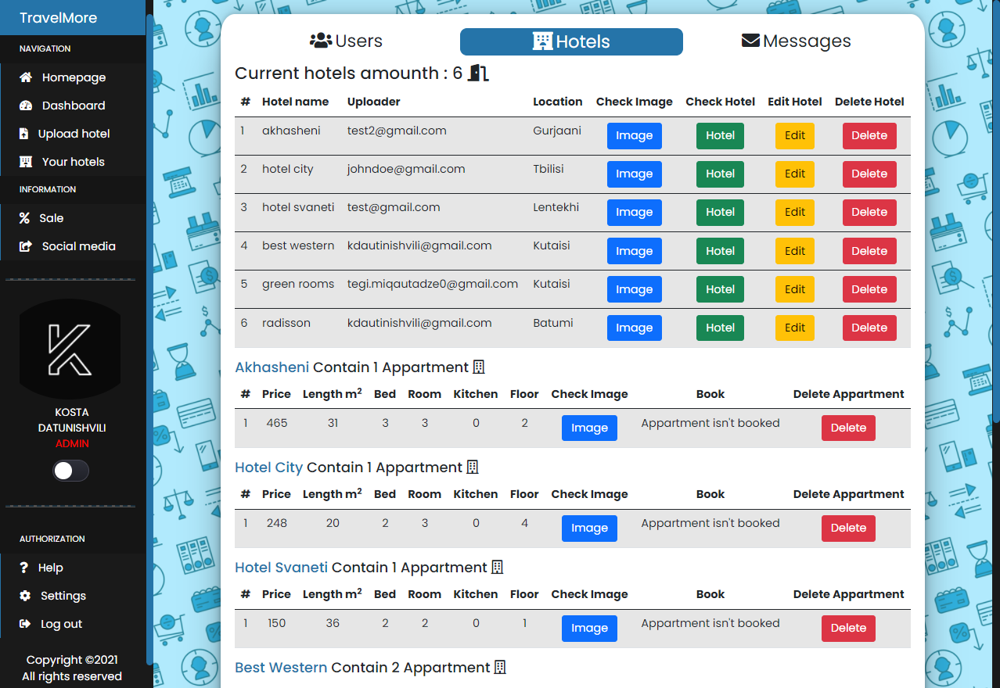 TravelMore
NAVIGATION
Homepage
Dashboard
Upload hotel
Your hotels
INFORMATION
Sale
Social media
KOSTA
DATUNISHVILI
ADMIN
AUTHORIZATION
Help
Settings
Log out
Copyright ©2021
All rights reserved
Users Hotels Messages
Current hotels amounth : 6
# Hotel name Uploader Location Check Image Check Hotel Edit Hotel Delete Hotel
1 akhasheni test2@gmail.com Gurjaani Image Hotel Edit Delete
2 hotel city johndoe@gmail.com Tbilisi Image Hotel Edit Delete
3 hotel svaneti test@gmail.com Lentekhi Image Hotel Edit Delete
4 best western kdautinishvili@gmail.com Kutaisi Image Hotel Edit Delete
5 green rooms tegi.miqautadze0@gmail.com Kutaisi Image Hotel Edit Delete
6 radisson kdautinishvili@gmail.com Batumi Image Hotel Edit Delete
Akhasheni Contain 1 Appartment
# Price Length m² Bed Room Kitchen Floor Check Image Book Delete Appartment
1 465 31 3 3 0 2 Image Appartment isn't booked Delete
Hotel City Contain 1 Appartment
# Price Length m² Bed Room Kitchen Floor Check Image Book Delete Appartment
1 248 20 2 3 0 4 Image Appartment isn't booked Delete
Hotel Svaneti Contain 1 Appartment
# Price Length m² Bed Room Kitchen Floor Check Image Book Delete Appartment
1 150 36 2 2 0 1 Image Appartment isn't booked Delete
Best Western Contain 2 Appartment